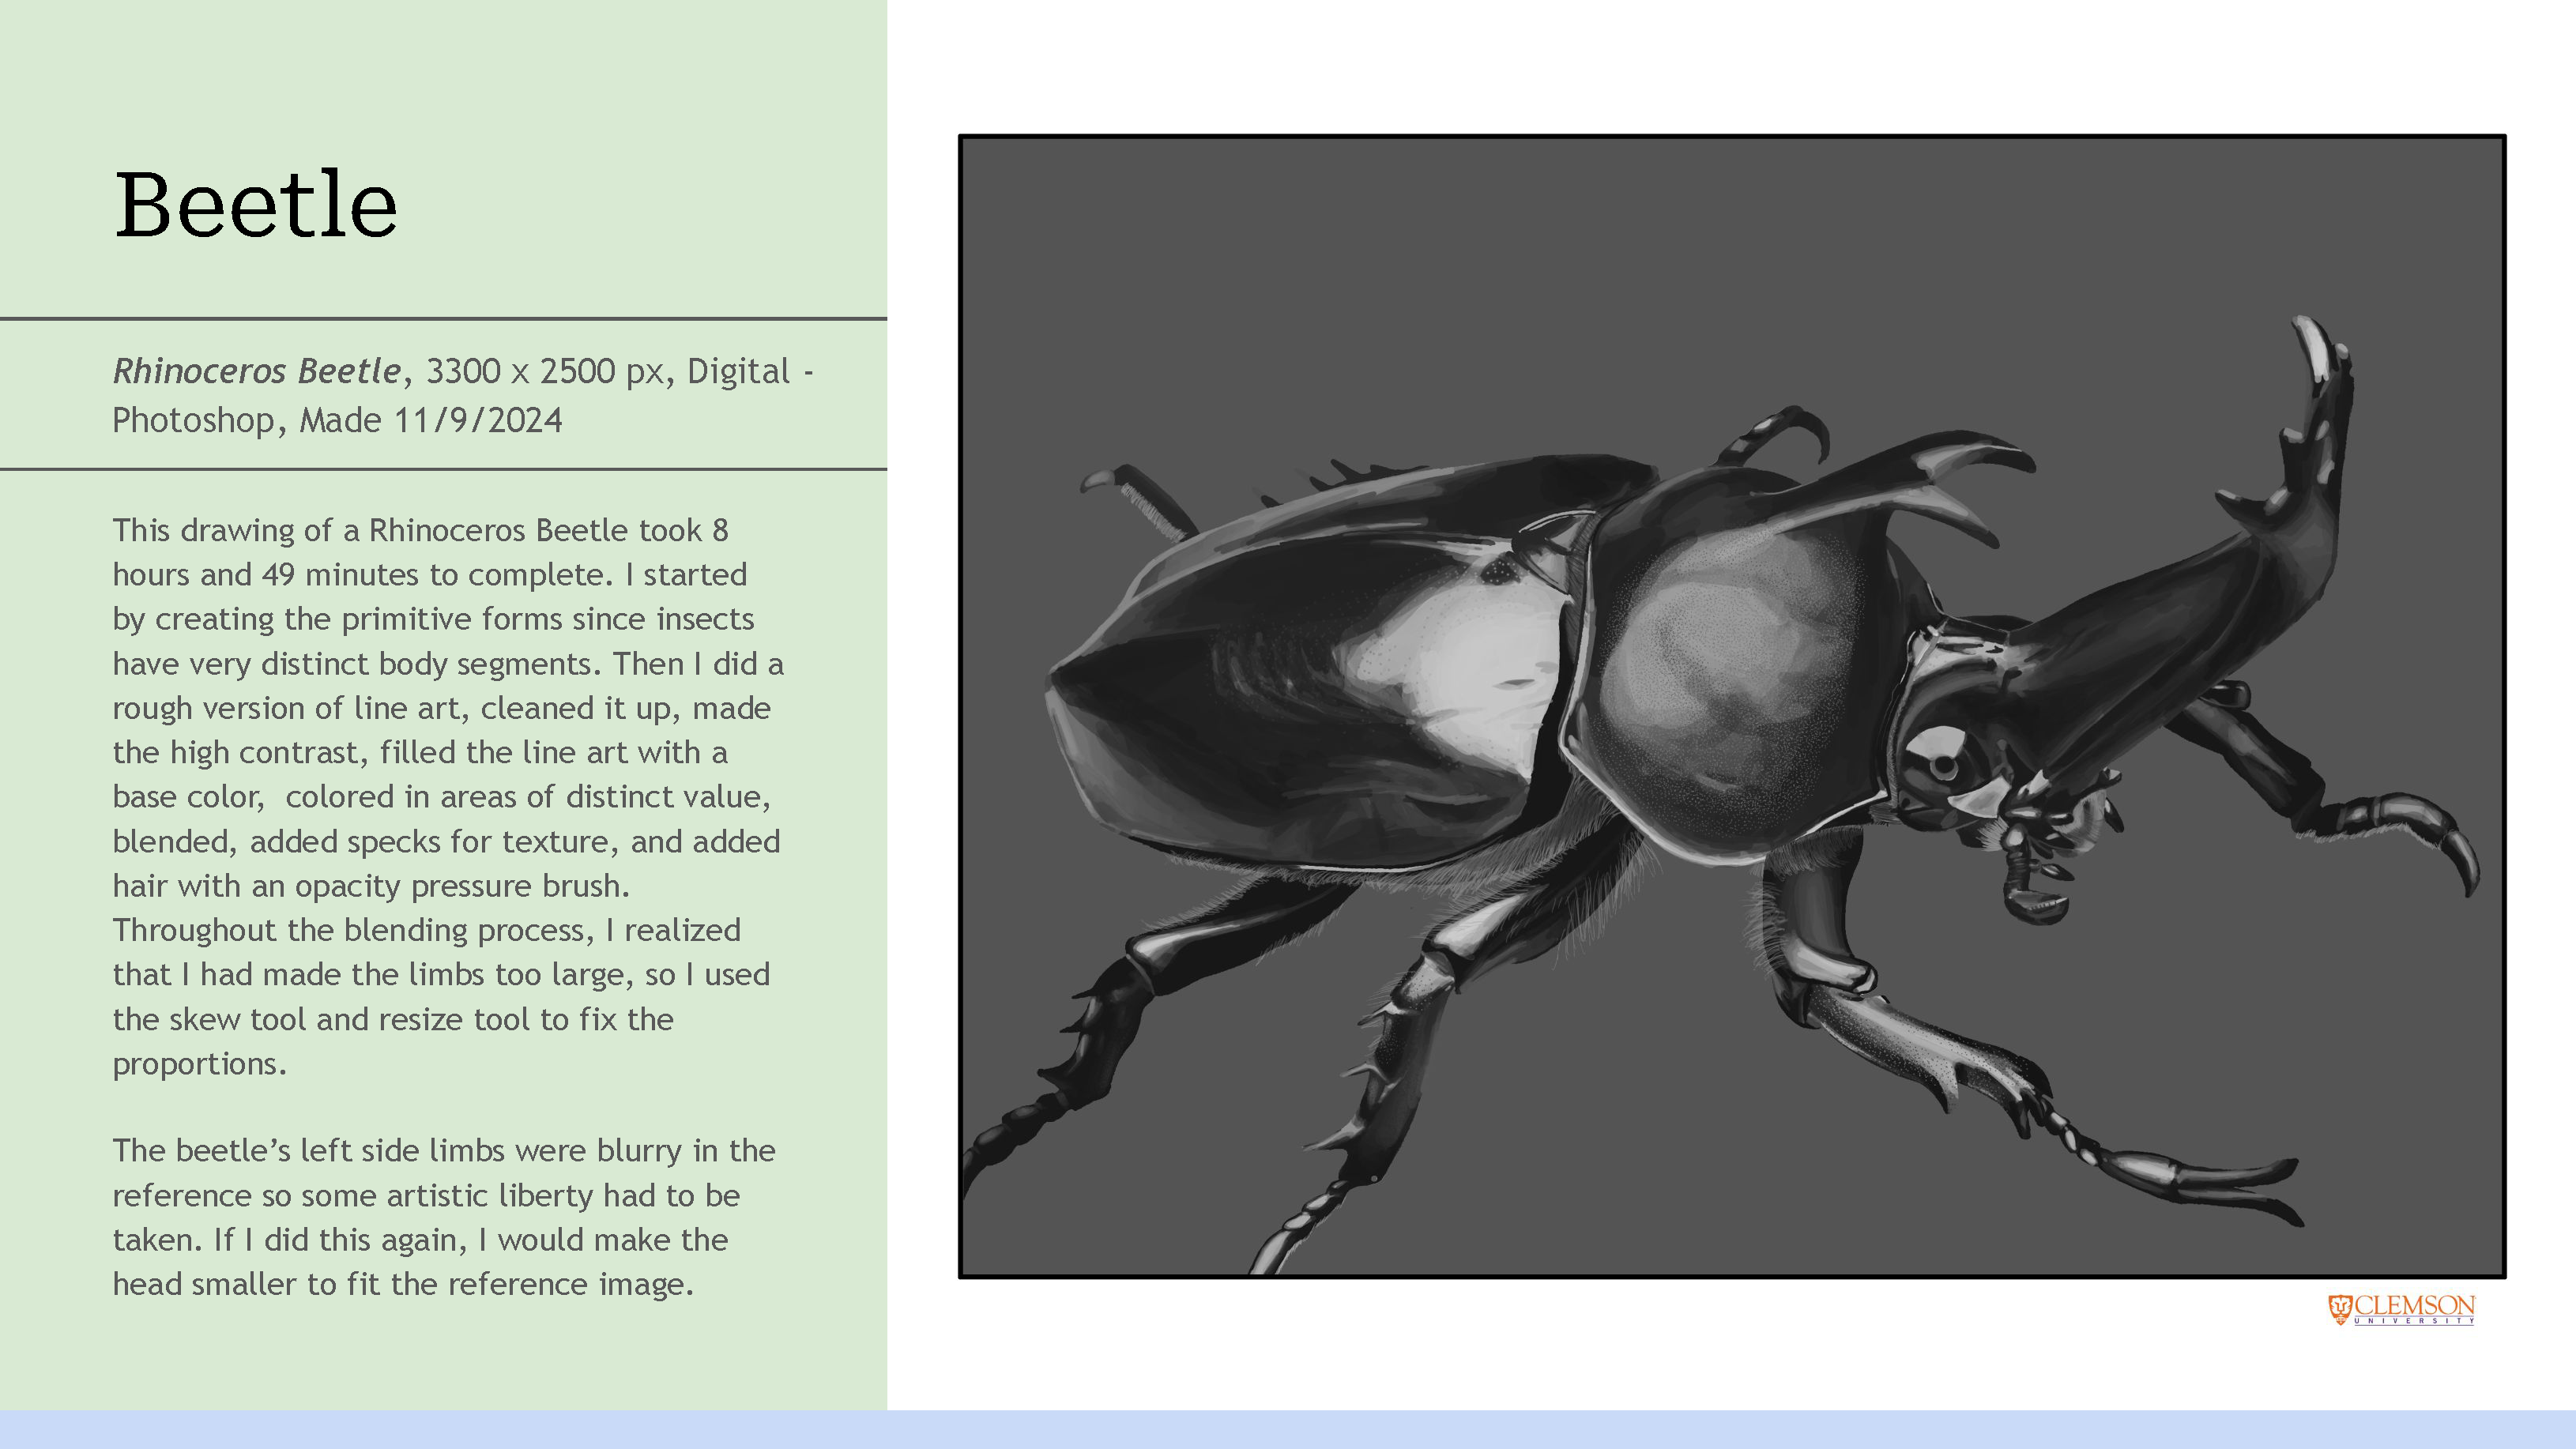 Beetle
Rhinoceros Beetle, 3300 x 2500 px, Digital -
Photoshop, Made 11/9/2024
This drawing of a Rhinoceros Beetle took 8
hours and 49 minutes to complete. I started
by creating the primitive forms since insects
have very distinct body segments. Then I did a
rough version of line art, cleaned it up, made
the high contrast, filled the line art with a
base color,  colored in areas of distinct value,
blended, added specks for texture, and added
hair with an opacity pressure brush.
Throughout the blending process, I realized
that I had made the limbs too large, so I used
the skew tool and resize tool to fix the
proportions.
The beetle’s left side limbs were blurry in the
reference so some artistic liberty had to be
taken. If I did this again, I would make the
head smaller to fit the reference image.
CLEMSON
UNIVERSITY